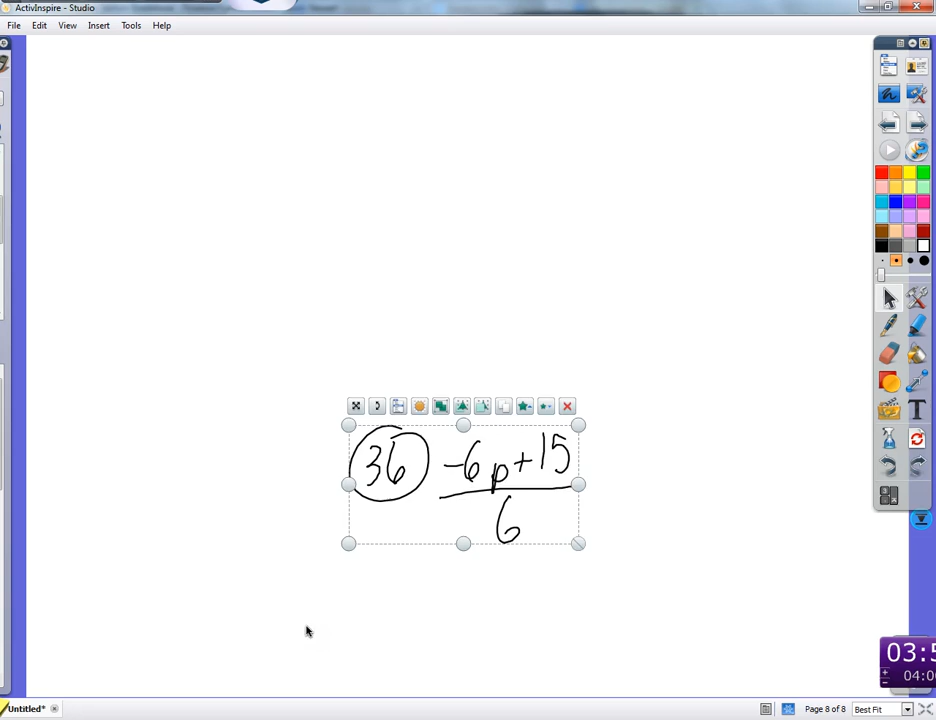 ActivInspire - Studio
File Edit View Insert Tools Help
36 -6p+15
6
03:5
04:0
Untitled* Page 8 of 8 Best Fit